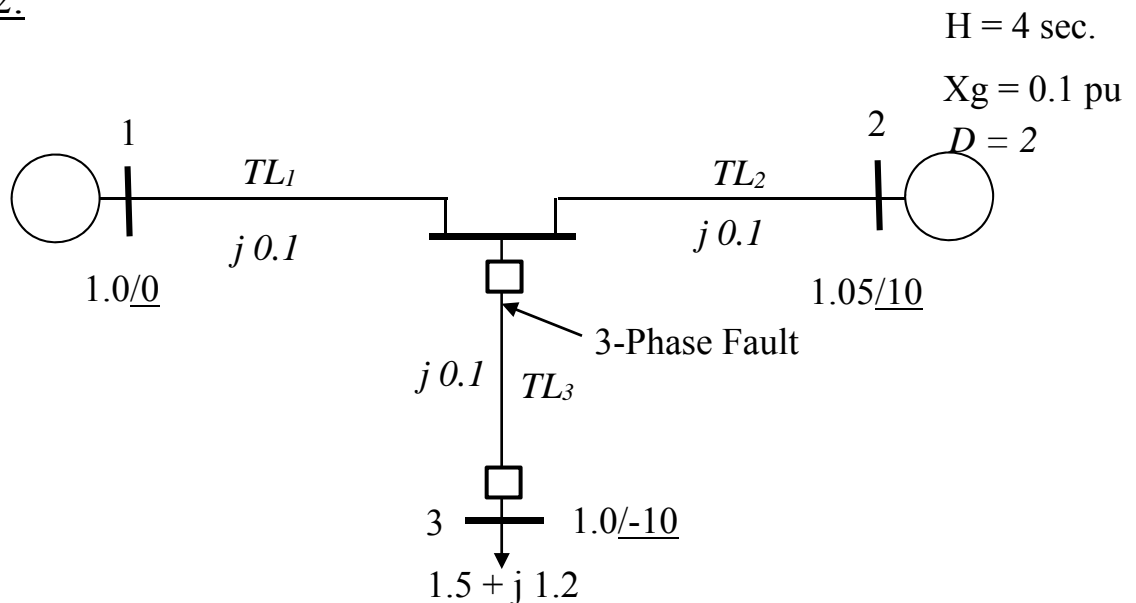 2.
H = 4 sec.
Xg = 0.1 pu
D = 2
1
2
TL1
TL2
j 0.1
j 0.1
1.0/0
1.05/10
3-Phase Fault
j 0.1
TL3
3
1.0/-10
1.5 + j 1.2